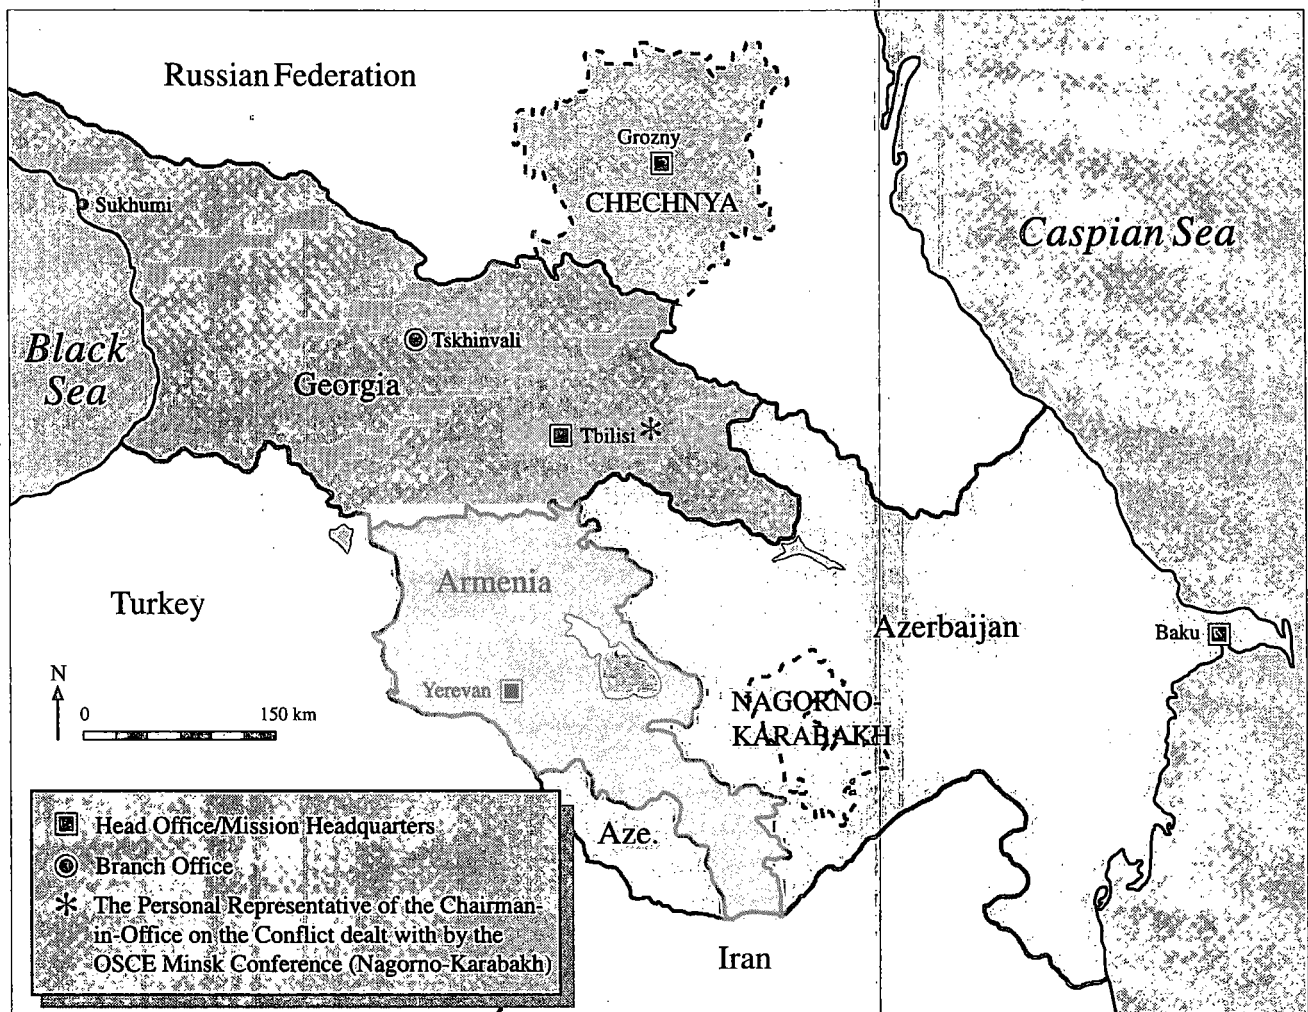 Russian Federation
Grozny
CHECHNYA
Sukhumi
Caspian Sea
Black
Sea
Tskhinvali
Georgia
Tbilisi
Armenia
Turkey
Azerbaijan
Baku
N
Yerevan
NAGORNO-
KARABAKH
0 150 km
Aze.
Head Office/Mission Headquarters
Branch Office
The Personal Representative of the Chairman-
in-Office on the Conflict dealt with by the
OSCE Minsk Conference (Nagorno-Karabakh)
Iran